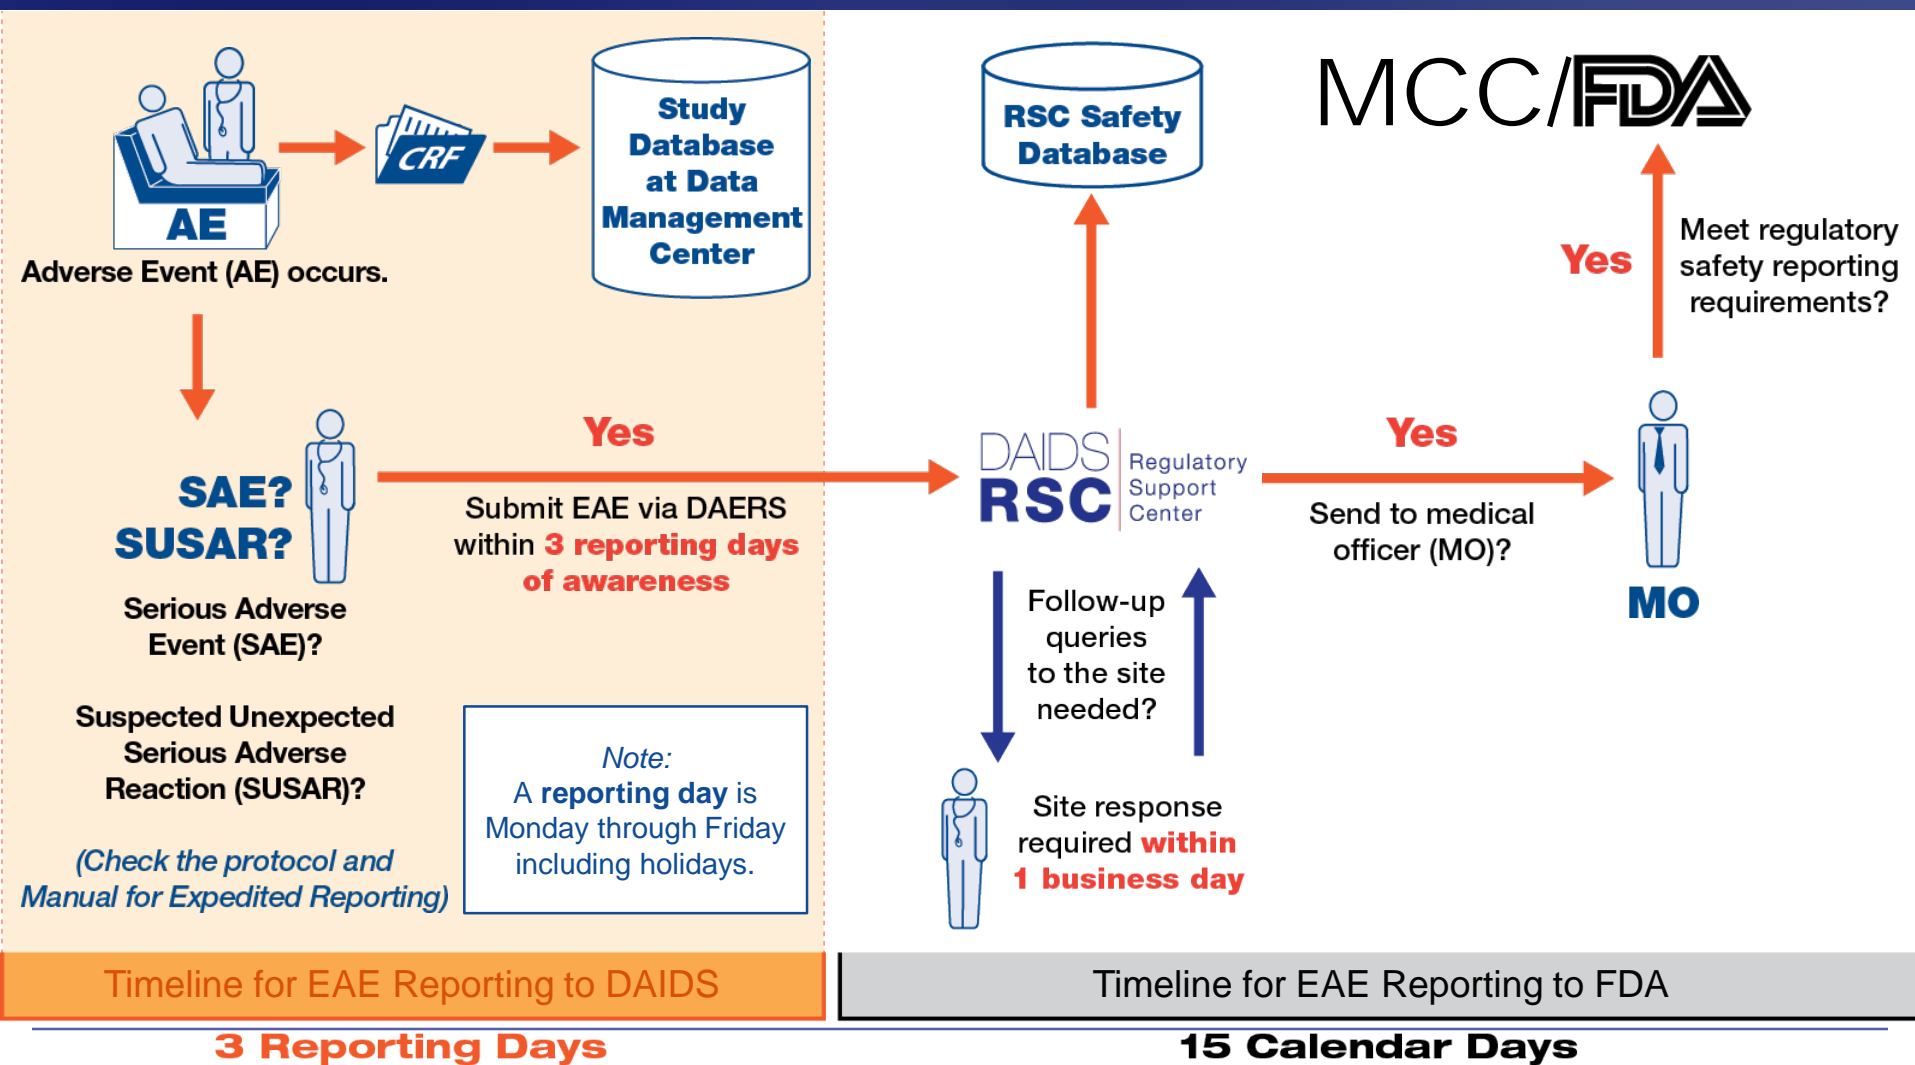 AE
Adverse Event (AE) occurs.
CRF
Study
Database
at Data
Management
Center
SAE?
SUSAR?
Serious Adverse
Event (SAE)?
Suspected Unexpected
Serious Adverse
Reaction (SUSAR)?
(Check the protocol and
Manual for Expedited Reporting)
Yes
Submit EAE via DAERS
within 3 reporting days
of awareness
Note:
A reporting day is
Monday through Friday
including holidays.
RSC Safety
Database
DAIDS
RSC
Regulatory
Support
Center
Follow-up
queries
to the site
needed?
Site response
required within
1 business day
Yes
Send to medical
officer (MO)?
MO
Yes
Meet regulatory
safety reporting
requirements?
MCC/FDA
Timeline for EAE Reporting to DAIDS
3 Reporting Days
Timeline for EAE Reporting to FDA
15 Calendar Days